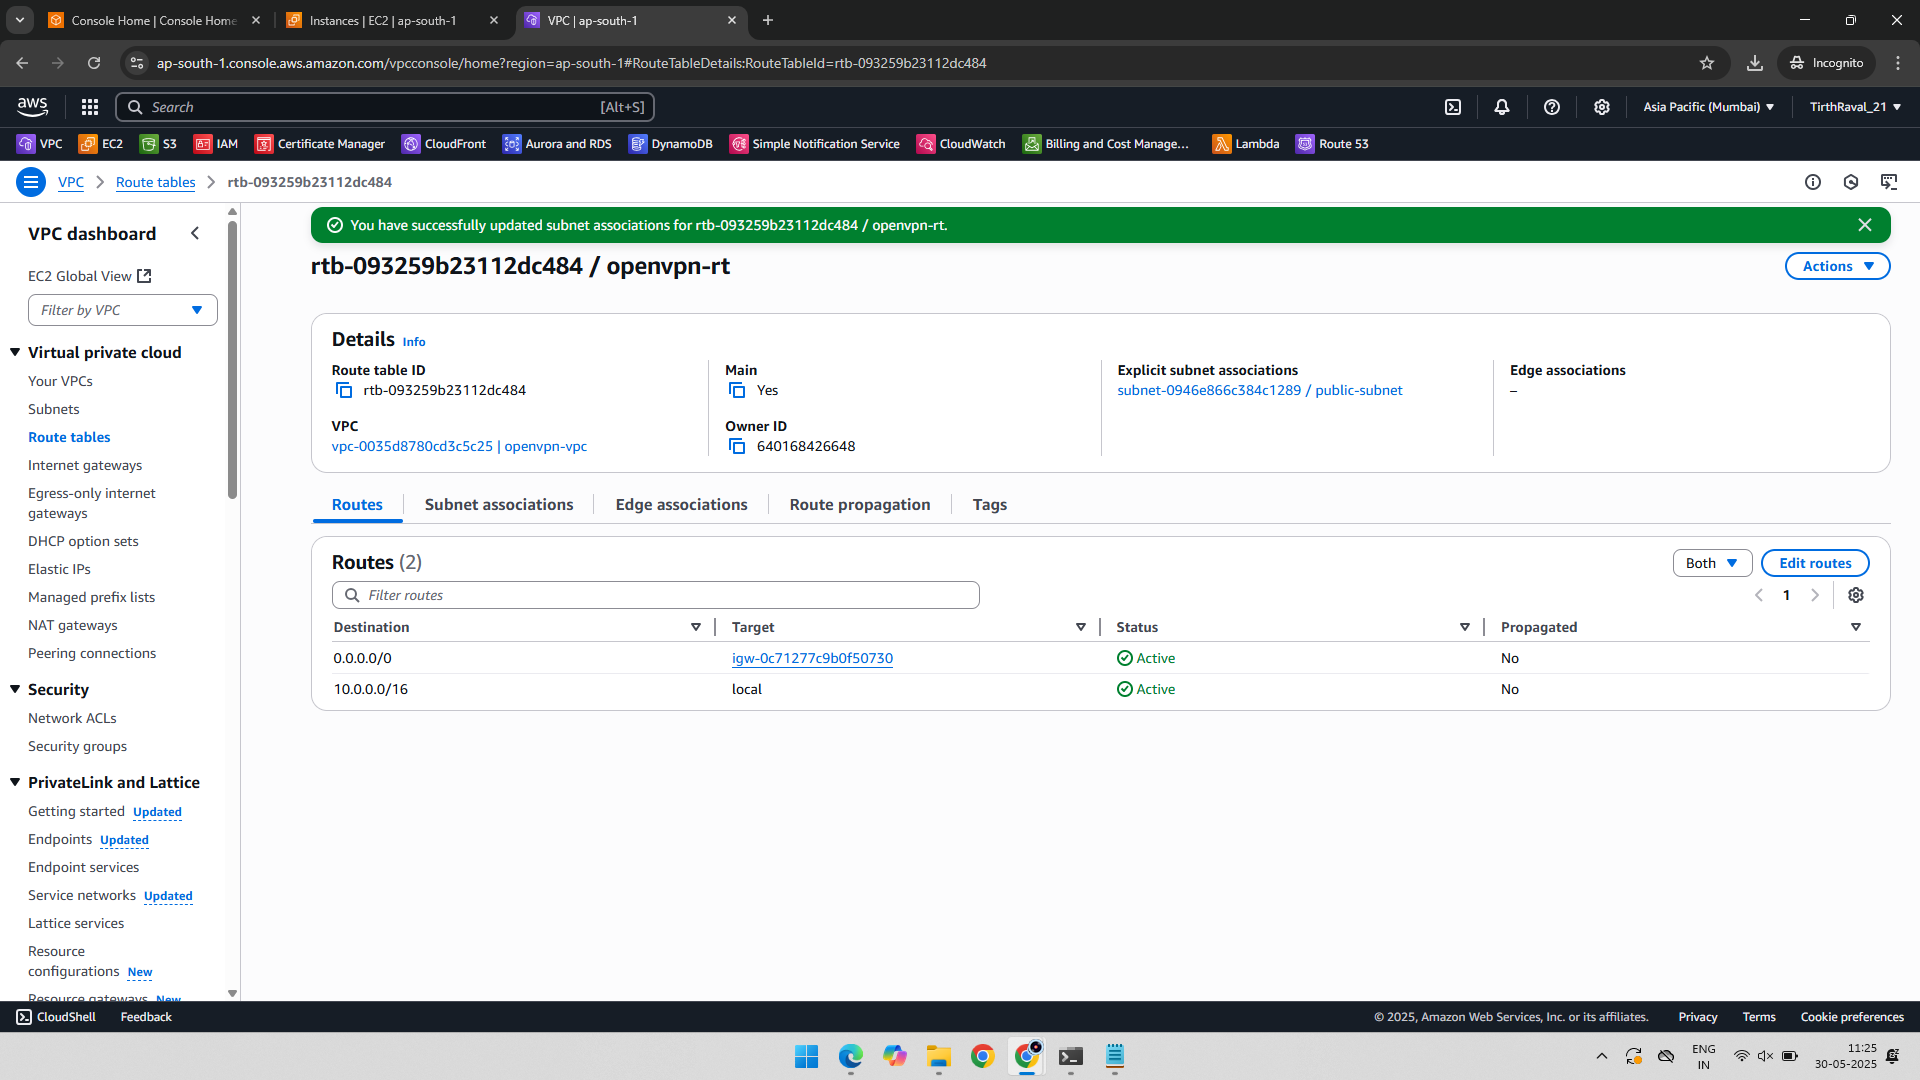 Console Home | Console Home
Instances | EC2 | ap-south-1
VPC | ap-south-1
ap-south-1.console.aws.amazon.com/vpcconsole/home?region=ap-south-1#RouteTableDetails:RouteTableId=rtb-093259b23112dc484
Incognito
aws
Search
[Alt+S]
Asia Pacific (Mumbai)
TirthRaval_21
VPC
EC2
S3
IAM
Certificate Manager
CloudFront
Aurora and RDS
DynamoDB
Simple Notification Service
CloudWatch
Billing and Cost Manage...
Lambda
Route 53
VPC
Route tables
rtb-093259b23112dc484
VPC dashboard
EC2 Global View
Filter by VPC
Virtual private cloud
Your VPCs
Subnets
Route tables
Internet gateways
Egress-only internet
gateways
DHCP option sets
Elastic IPs
Managed prefix lists
NAT gateways
Peering connections
Security
Network ACLs
Security groups
PrivateLink and Lattice
Getting started Updated
Endpoints Updated
Endpoint services
Service networks Updated
Lattice services
Resource
configurations New
Resource gateways New
You have successfully updated subnet associations for rtb-093259b23112dc484 / openvpn-rt.
rtb-093259b23112dc484 / openvpn-rt
Actions
Details Info
Route table ID
rtb-093259b23112dc484
VPC
vpc-0035d8780cd3c5c25 | openvpn-vpc
Main
Yes
Owner ID
640168426648
Explicit subnet associations
subnet-0946e866c384c1289 / public-subnet
Edge associations
–
Routes
Subnet associations
Edge associations
Route propagation
Tags
Routes (2)
Both
Edit routes
Filter routes
1
Destination Target Status Propagated
0.0.0.0/0 igw-0c71277c9b0f50730 Active No
10.0.0.0/16 local Active No
CloudShell
Feedback
© 2025, Amazon Web Services, Inc. or its affiliates.
Privacy
Terms
Cookie preferences
ENG
IN
11:25
30-05-2025